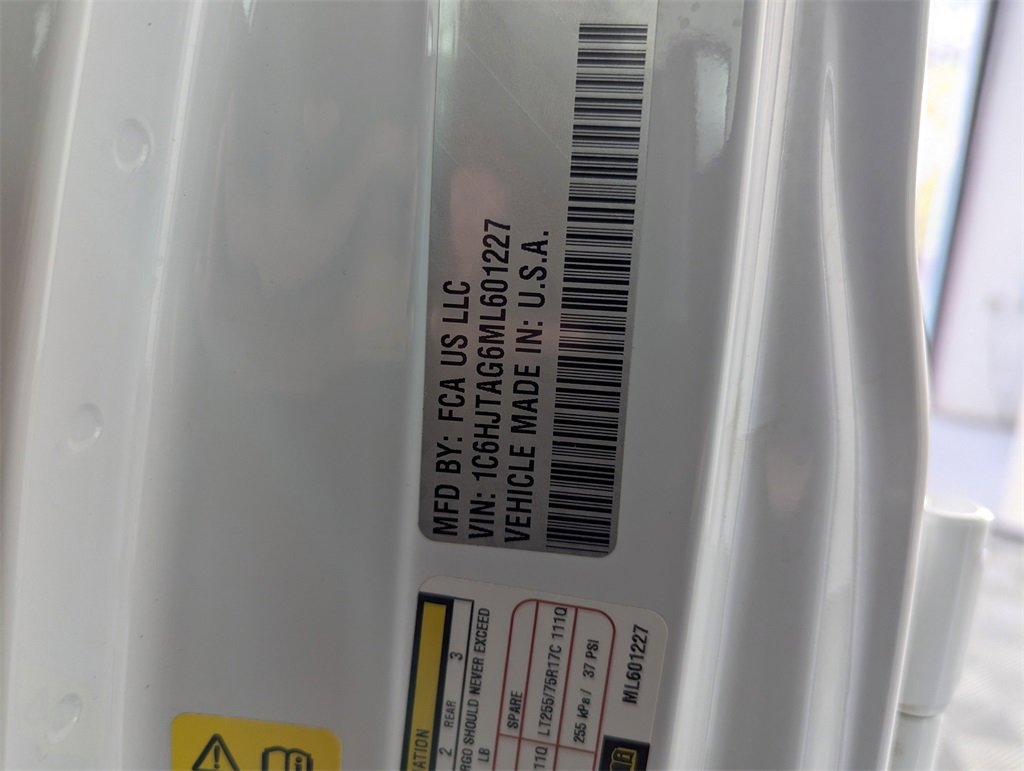 MFD BY: FCA US LLC
VIN: 1C6HJTAG6ML601227
VEHICLE MADE IN: U.S.A.
2 REAR 3
SHOULD NEVER EXCEED
LB
SPARE
LT255/75R17C 111Q
255 kPa / 37 PSI
ML601227